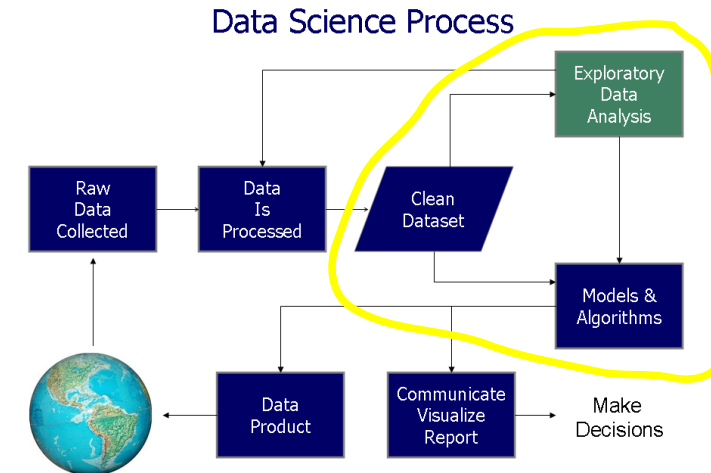 Data Science Process
Exploratory
Data
Analysis
Raw
Data
Collected
Data
Is
Processed
Clean
Dataset
Models &
Algorithms
Data
Product
Communicate
Visualize
Report
Make
Decisions